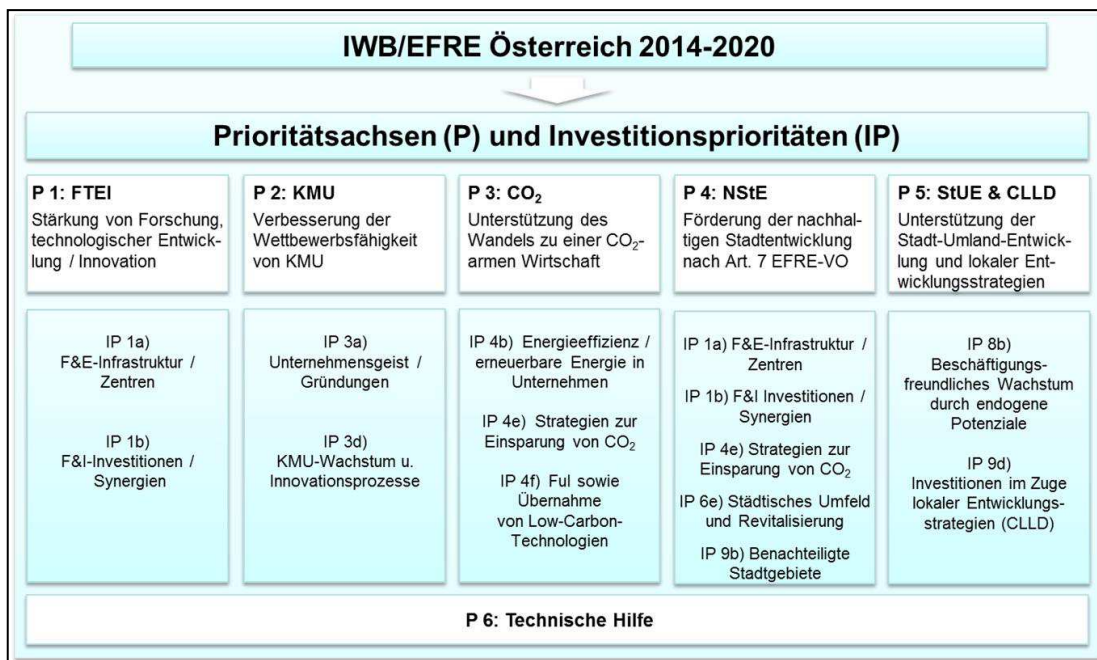 IWB/EFRE Österreich 2014-2020
Prioritätsachsen (P) und Investitionsprioritäten (IP)
P 1: FTEI
Stärkung von Forschung,
technologischer Entwick-
lung / Innovation
P 2: KMU
Verbesserung der
Wettbewerbsfähigkeit
von KMU
P 3: CO₂
Unterstützung des
Wandels zu einer CO₂-
armen Wirtschaft
P 4: NStE
Förderung der nachhal-
tigen Stadtentwicklung
nach Art. 7 EFRE-VO
P 5: StUE & CLLD
Unterstützung der
Stadt-Umland-Entwick-
lung und lokaler Ent-
wicklungsstrategien
IP 1a)
F&E-Infrastruktur /
Zentren
IP 1b)
F&I-Investitionen /
Synergien
IP 3a)
Unternehmensgeist /
Gründungen
IP 3d)
KMU-Wachstum u.
Innovationsprozesse
IP 4b) Energieeffizienz /
erneuerbare Energie in
Unternehmen
IP 4e) Strategien zur
Einsparung von CO₂
IP 4f) FuI sowie
Übernahme
von Low-Carbon-
Technologien
IP 1a) F&E-Infrastruktur /
Zentren
IP 1b) F&I Investitionen /
Synergien
IP 4e) Strategien zur
Einsparung von CO₂
IP 6e) Städtisches Umfeld
und Revitalisierung
IP 9b) Benachteiligte
Stadtgebiete
IP 8b)
Beschäftigungs-
freundliches Wachstum
durch endogene
Potenziale
IP 9d)
Investitionen im Zuge
lokaler Entwicklungs-
strategien (CLLD)
P 6: Technische Hilfe